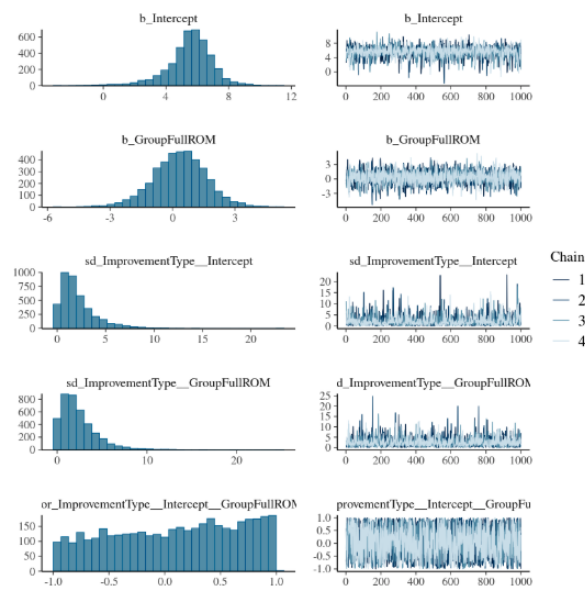 b_Intercept
600
400
200
0
0 4 8 12
b_Intercept
8
4
0
0 200 400 600 800 1000
b_GroupFullROM
400
300
200
100
0
-6 -3 0 3
b_GroupFullROM
3
0
-3
0 200 400 600 800 1000
sd_ImprovementType__Intercept
1000
750
500
250
0
0 5 10 15 20
sd_ImprovementType__Intercept
20
15
10
5
0
0 200 400 600 800 1000
Chain
1
2
3
4
sd_ImprovementType__GroupFullROM
800
600
400
200
0
0 10 20
d_ImprovementType__GroupFullROM
25
20
15
10
5
0
0 200 400 600 800 1000
or_ImprovementType__Intercept__GroupFullROM
150
100
50
0
-1.0 -0.5 0.0 0.5 1.0
provementType__Intercept__GroupFu
1.0
0.5
0.0
-0.5
-1.0
0 200 400 600 800 1000